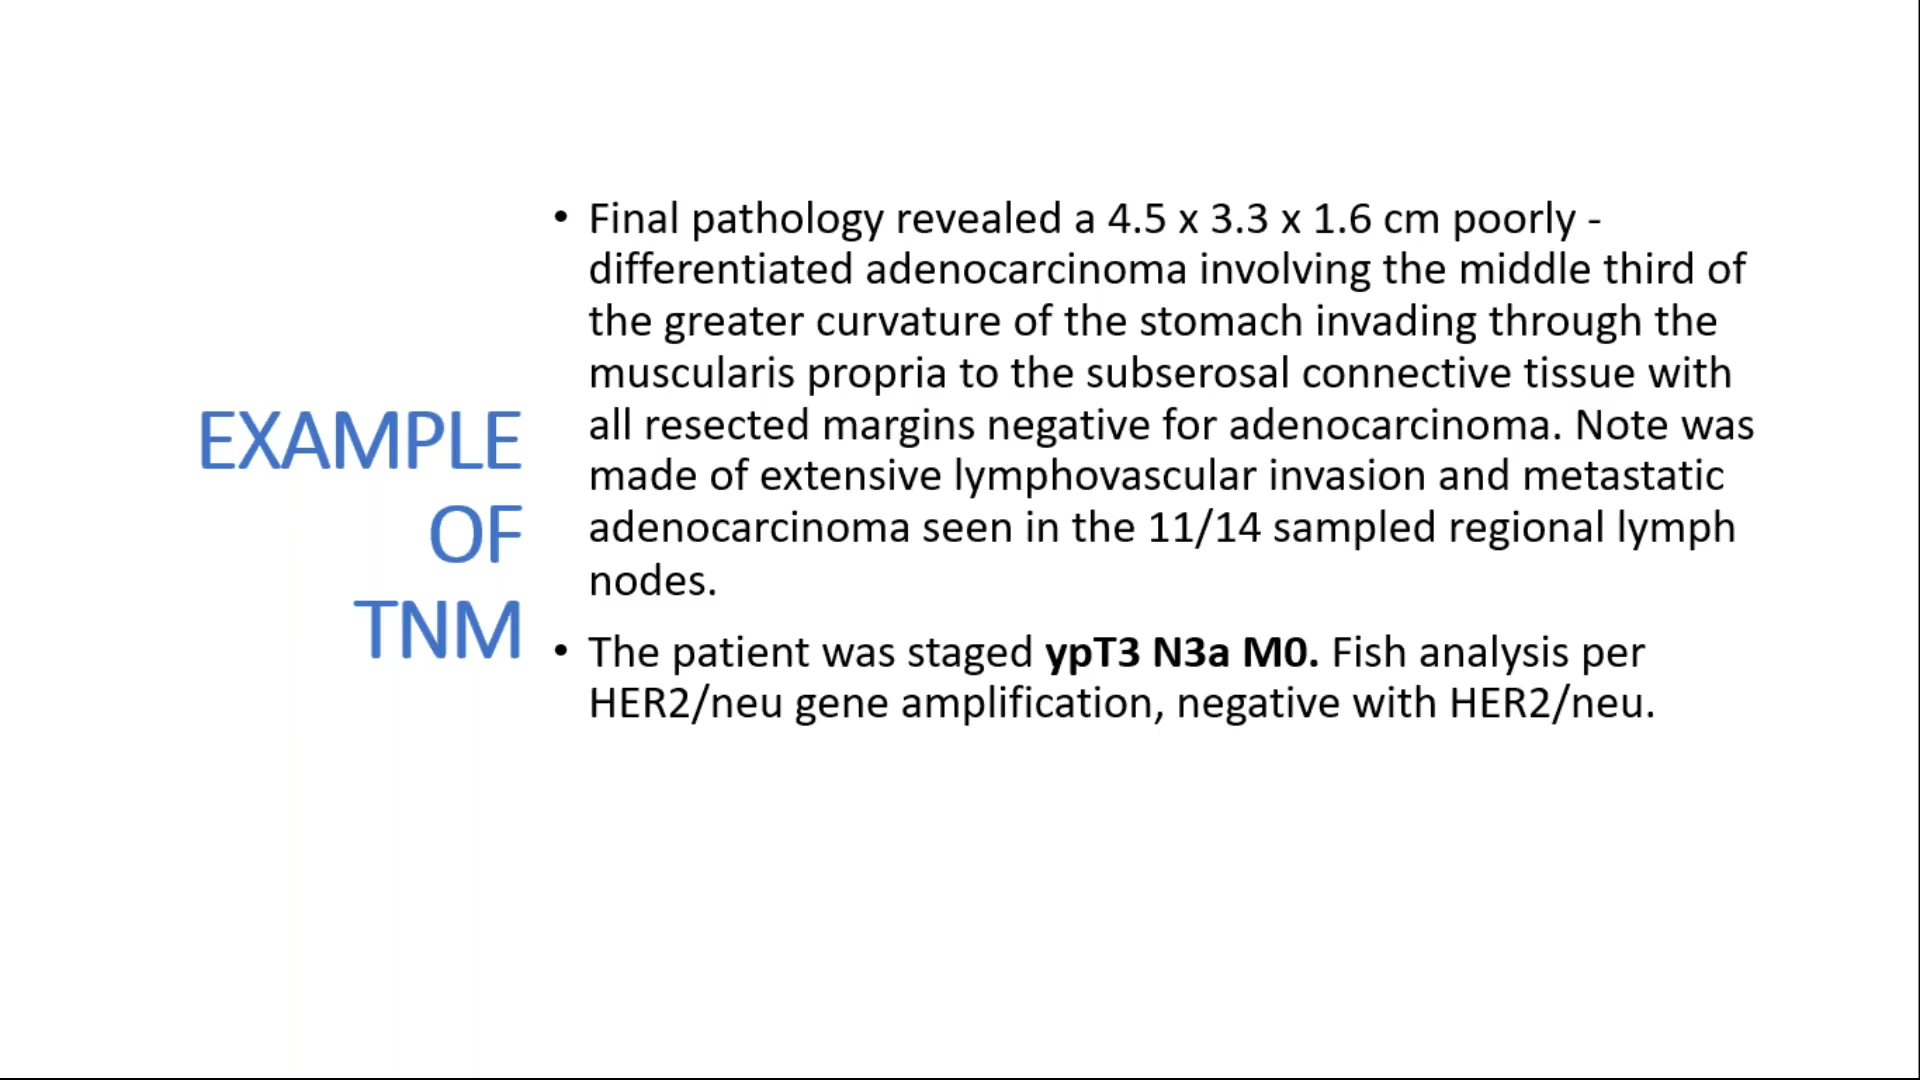 EXAMPLE
OF
TNM
• Final pathology revealed a 4.5 x 3.3 x 1.6 cm poorly -
differentiated adenocarcinoma involving the middle third of
the greater curvature of the stomach invading through the
muscularis propria to the subserosal connective tissue with
all resected margins negative for adenocarcinoma. Note was
made of extensive lymphovascular invasion and metastatic
adenocarcinoma seen in the 11/14 sampled regional lymph
nodes.
• The patient was staged ypT3 N3a M0. Fish analysis per
HER2/neu gene amplification, negative with HER2/neu.